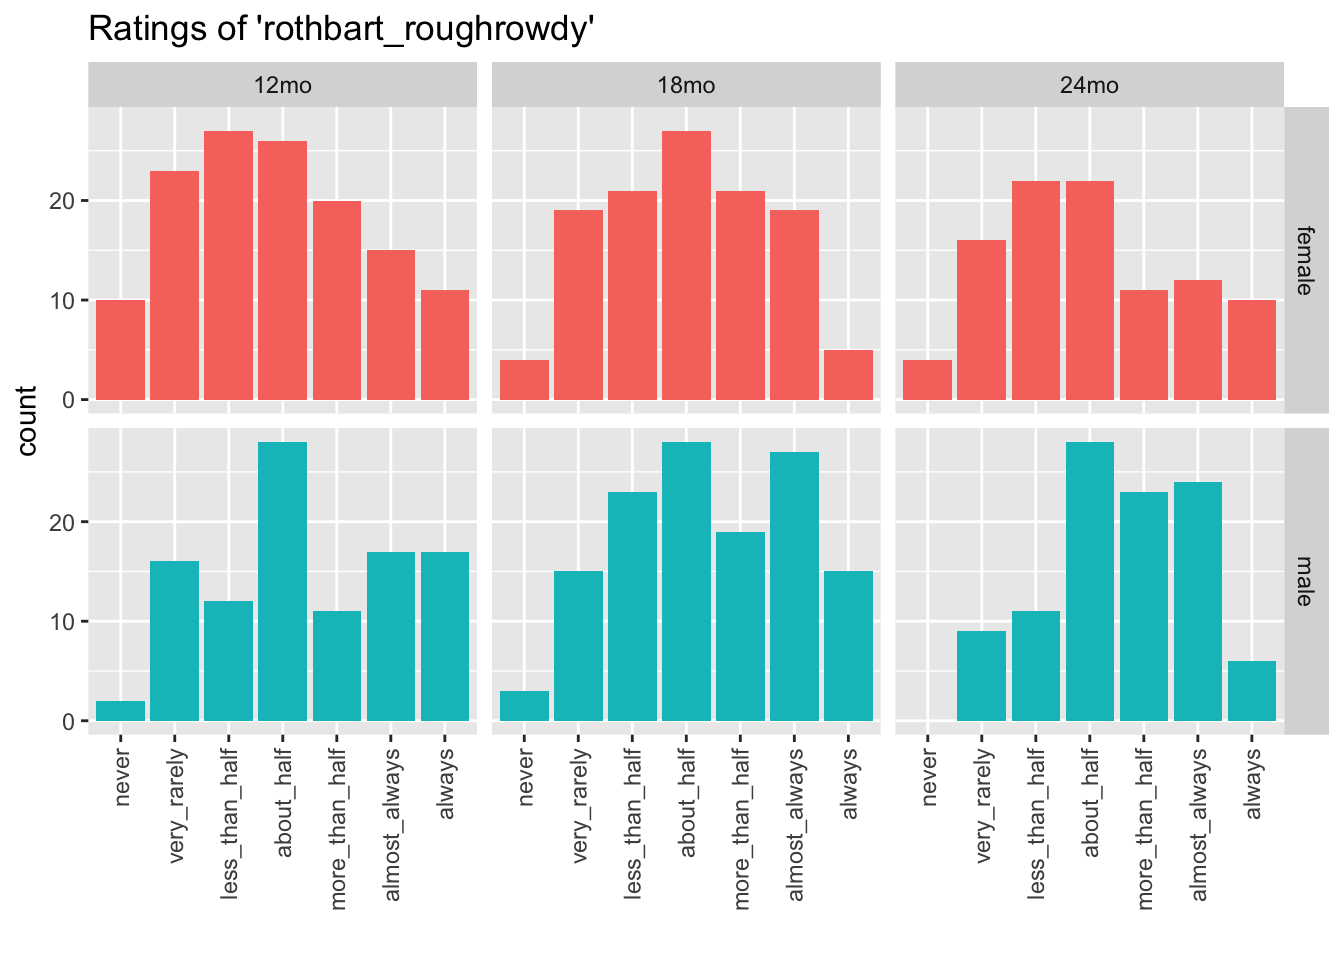 Ratings of 'rothbart_roughrowdy'
12mo 18mo 24mo
20
10
0
female
count
20
10
0
male
never very_rarely less_than_half about_half more_than_half almost_always always never very_rarely less_than_half about_half more_than_half almost_always always never very_rarely less_than_half about_half more_than_half almost_always always